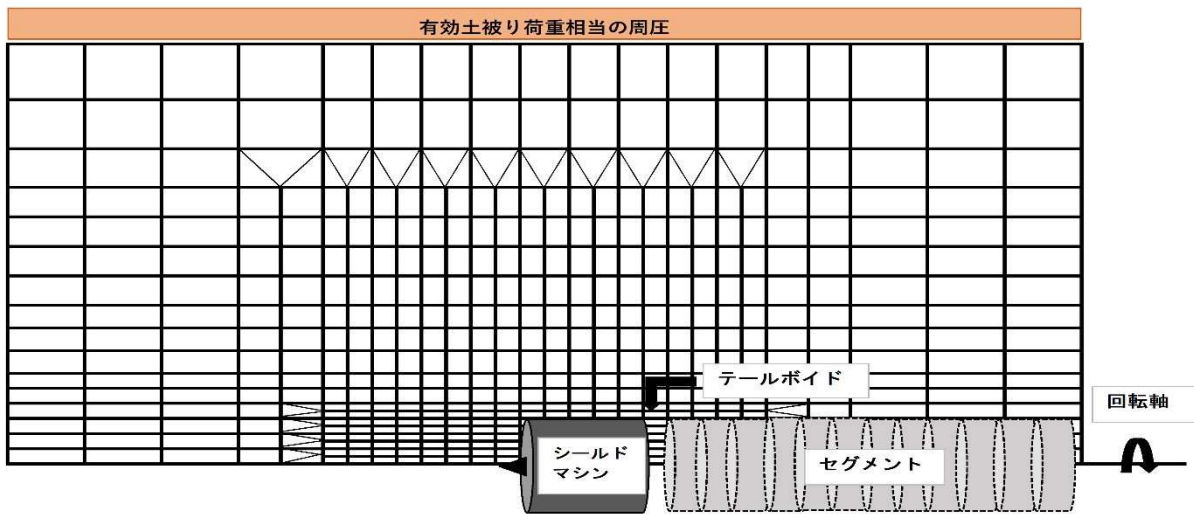 有効土被り荷重相当の周圧
テールボイド
回転軸
シールド
マシン
セグメント